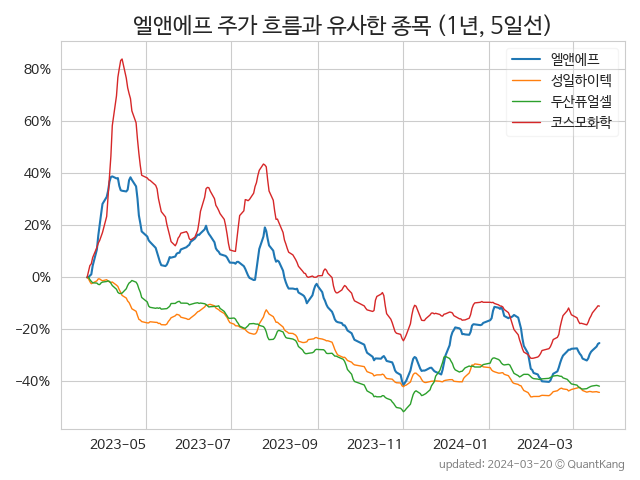 엘앤에프 주가 흐름과 유사한 종목 (1년, 5일선)
엘앤에프
성일하이텍
두산퓨얼셀
코스모화학
80%
60%
40%
20%
0%
−20%
−40%
2023-05 2023-07 2023-09 2023-11 2024-01 2024-03
updated: 2024-03-20 © QuantKang